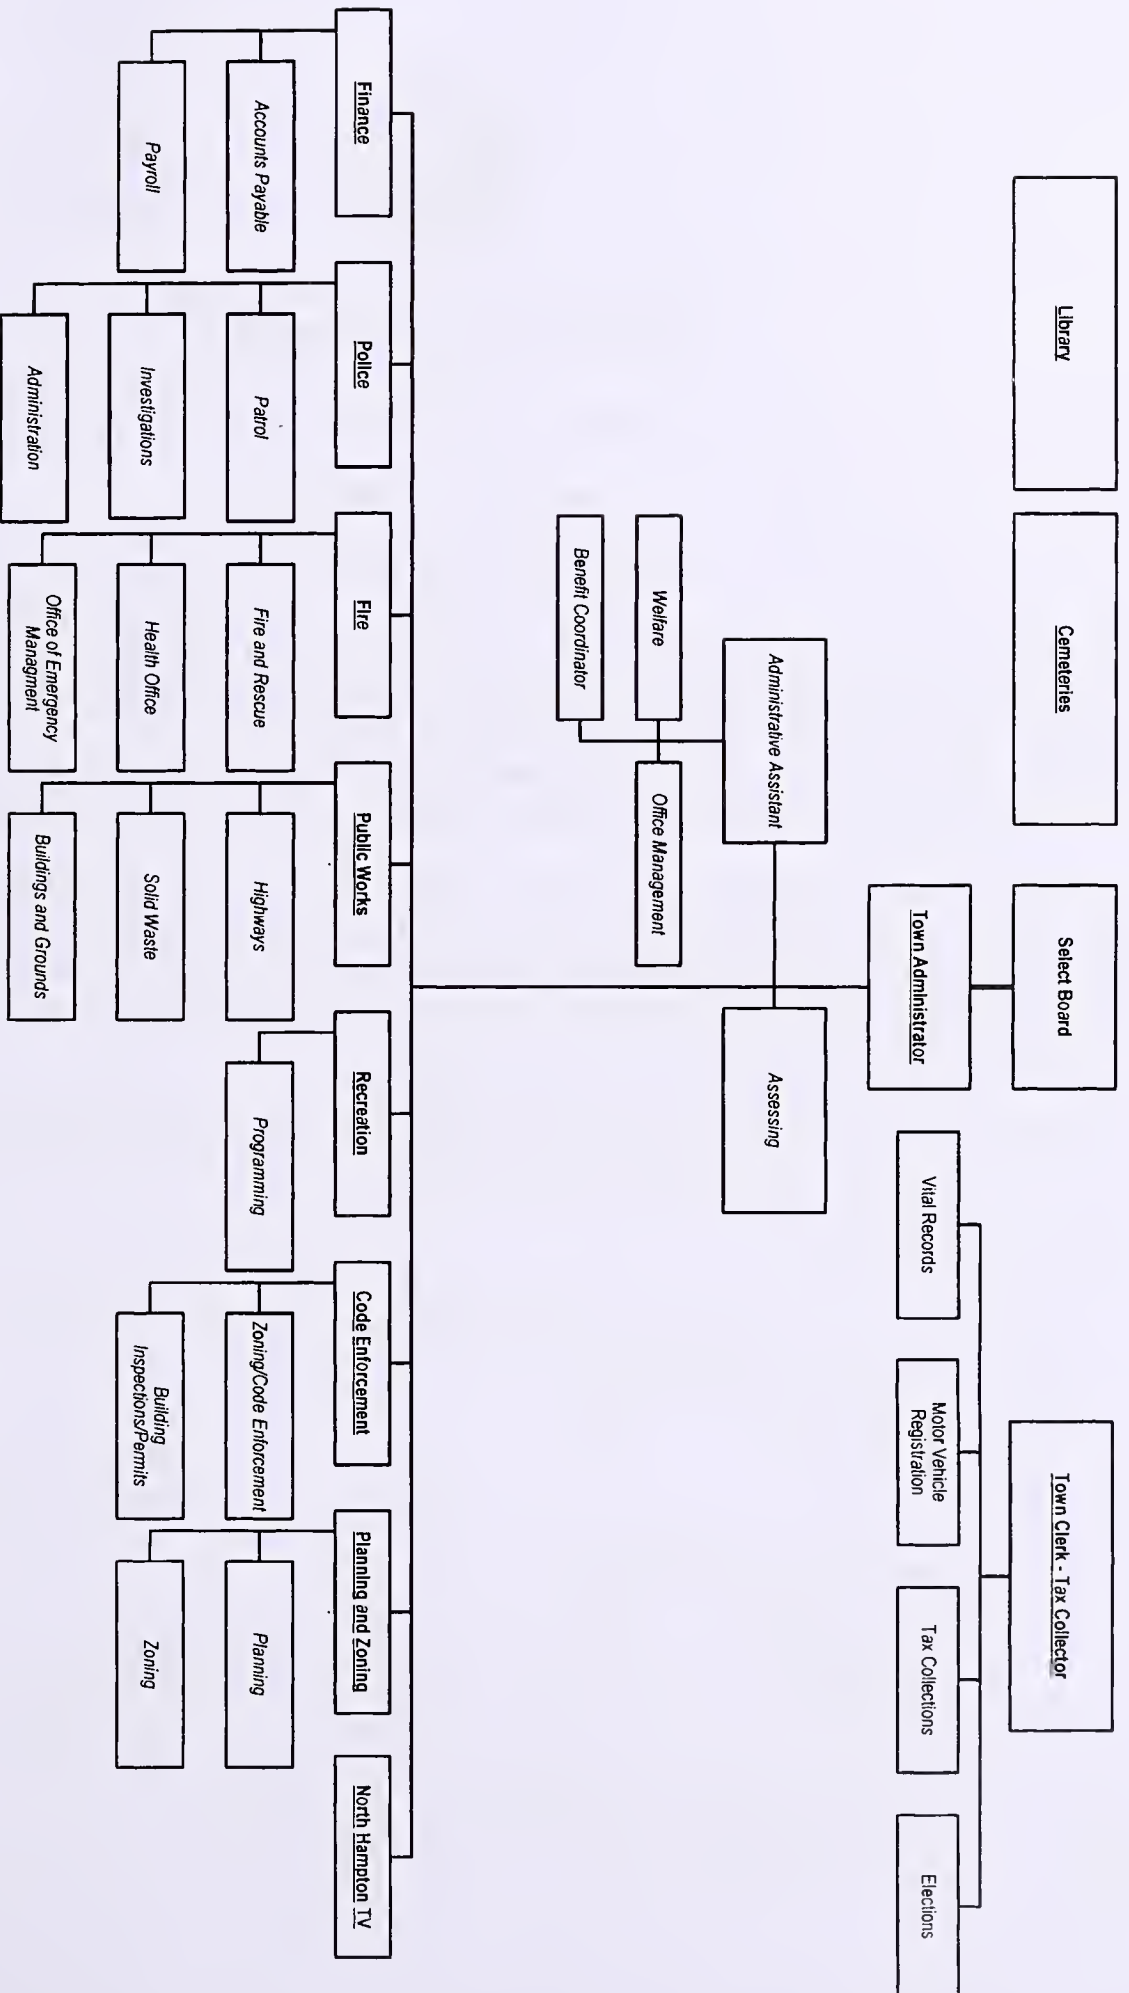 Library
Cemeteries
Select Board
Town Clerk - Tax Collector
Town Administrator
Vital Records
Motor Vehicle
Registration
Tax Collections
Elections
Administrative Assistant
Assessing
Welfare
Office Management
Benefit Coordinator
Finance
Police
Fire
Public Works
Recreation
Code Enforcement
Planning and Zoning
North Hampton TV
Accounts Payable
Patrol
Fire and Rescue
Highways
Programming
Zoning/Code Enforcement
Planning
Payroll
Investigations
Health Office
Solid Waste
Building
Inspections/Permits
Zoning
Administration
Office of Emergency
Managment
Buildings and Grounds